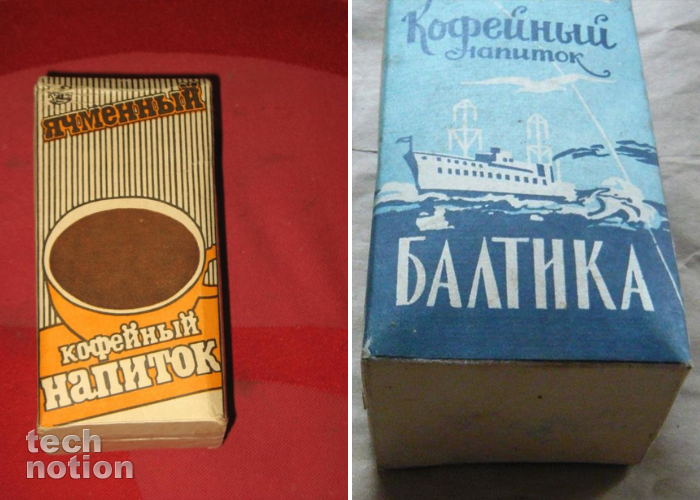 ЯЧМЕННЫЙ
кофейный
напиток
tech
notion
Кофейный
напиток
БАЛТИКА